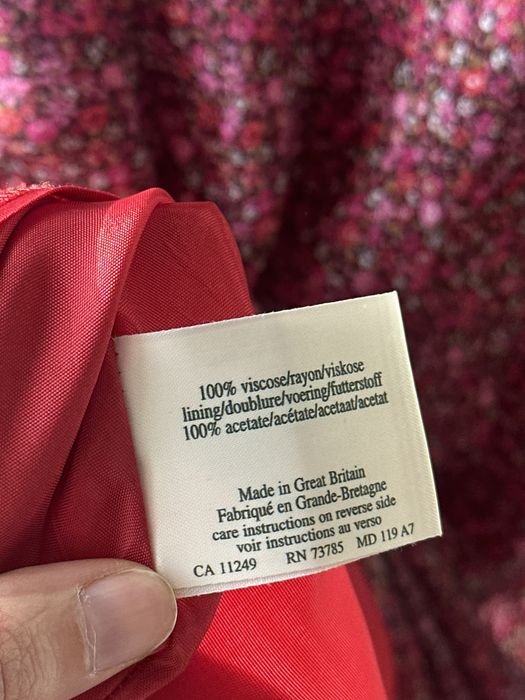 100% viscose/rayon/viskose
lining/doublure/voering/futterstoff
100% acetate/acétate/acetaat/acetat
Made in Great Britain
Fabriqué en Grande-Bretagne
care instructions on reverse side
voir instructions au verso
CA 11249 RN 73785 MD 119 A7